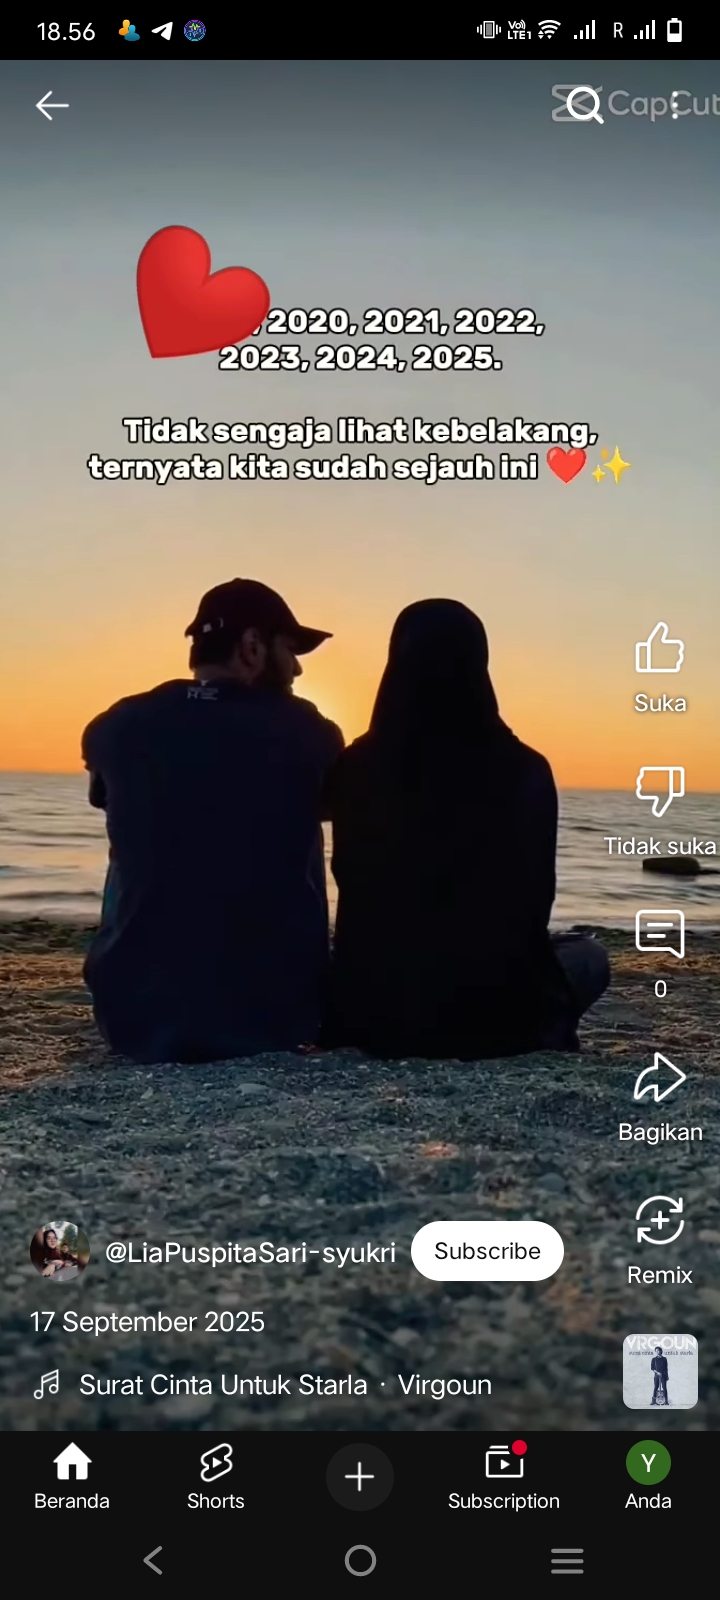 18.56
Vo)
LTE1
R
CapCut
, 2020, 2021, 2022,
2023, 2024, 2025.
Tidak sengaja lihat kebelakang,
ternyata kita sudah sejauh ini ❤️✨
Suka
Tidak suka
0
Bagikan
@LiaPuspitaSari-syukri
Subscribe
Remix
17 September 2025
VIRGOUN
Surat Cinta Untuk Starla · Virgoun
Beranda
Shorts
Subscription
Y
Anda